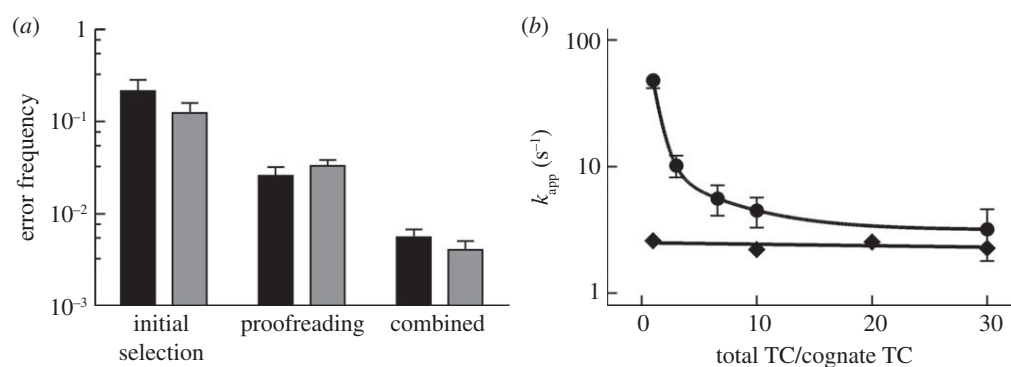 (a)
1
10⁻¹
10⁻²
10⁻³
error frequency
initial
selection
proofreading
combined
(b)
100
10
1
k_app (s⁻¹)
0
10
20
30
total TC/cognate TC